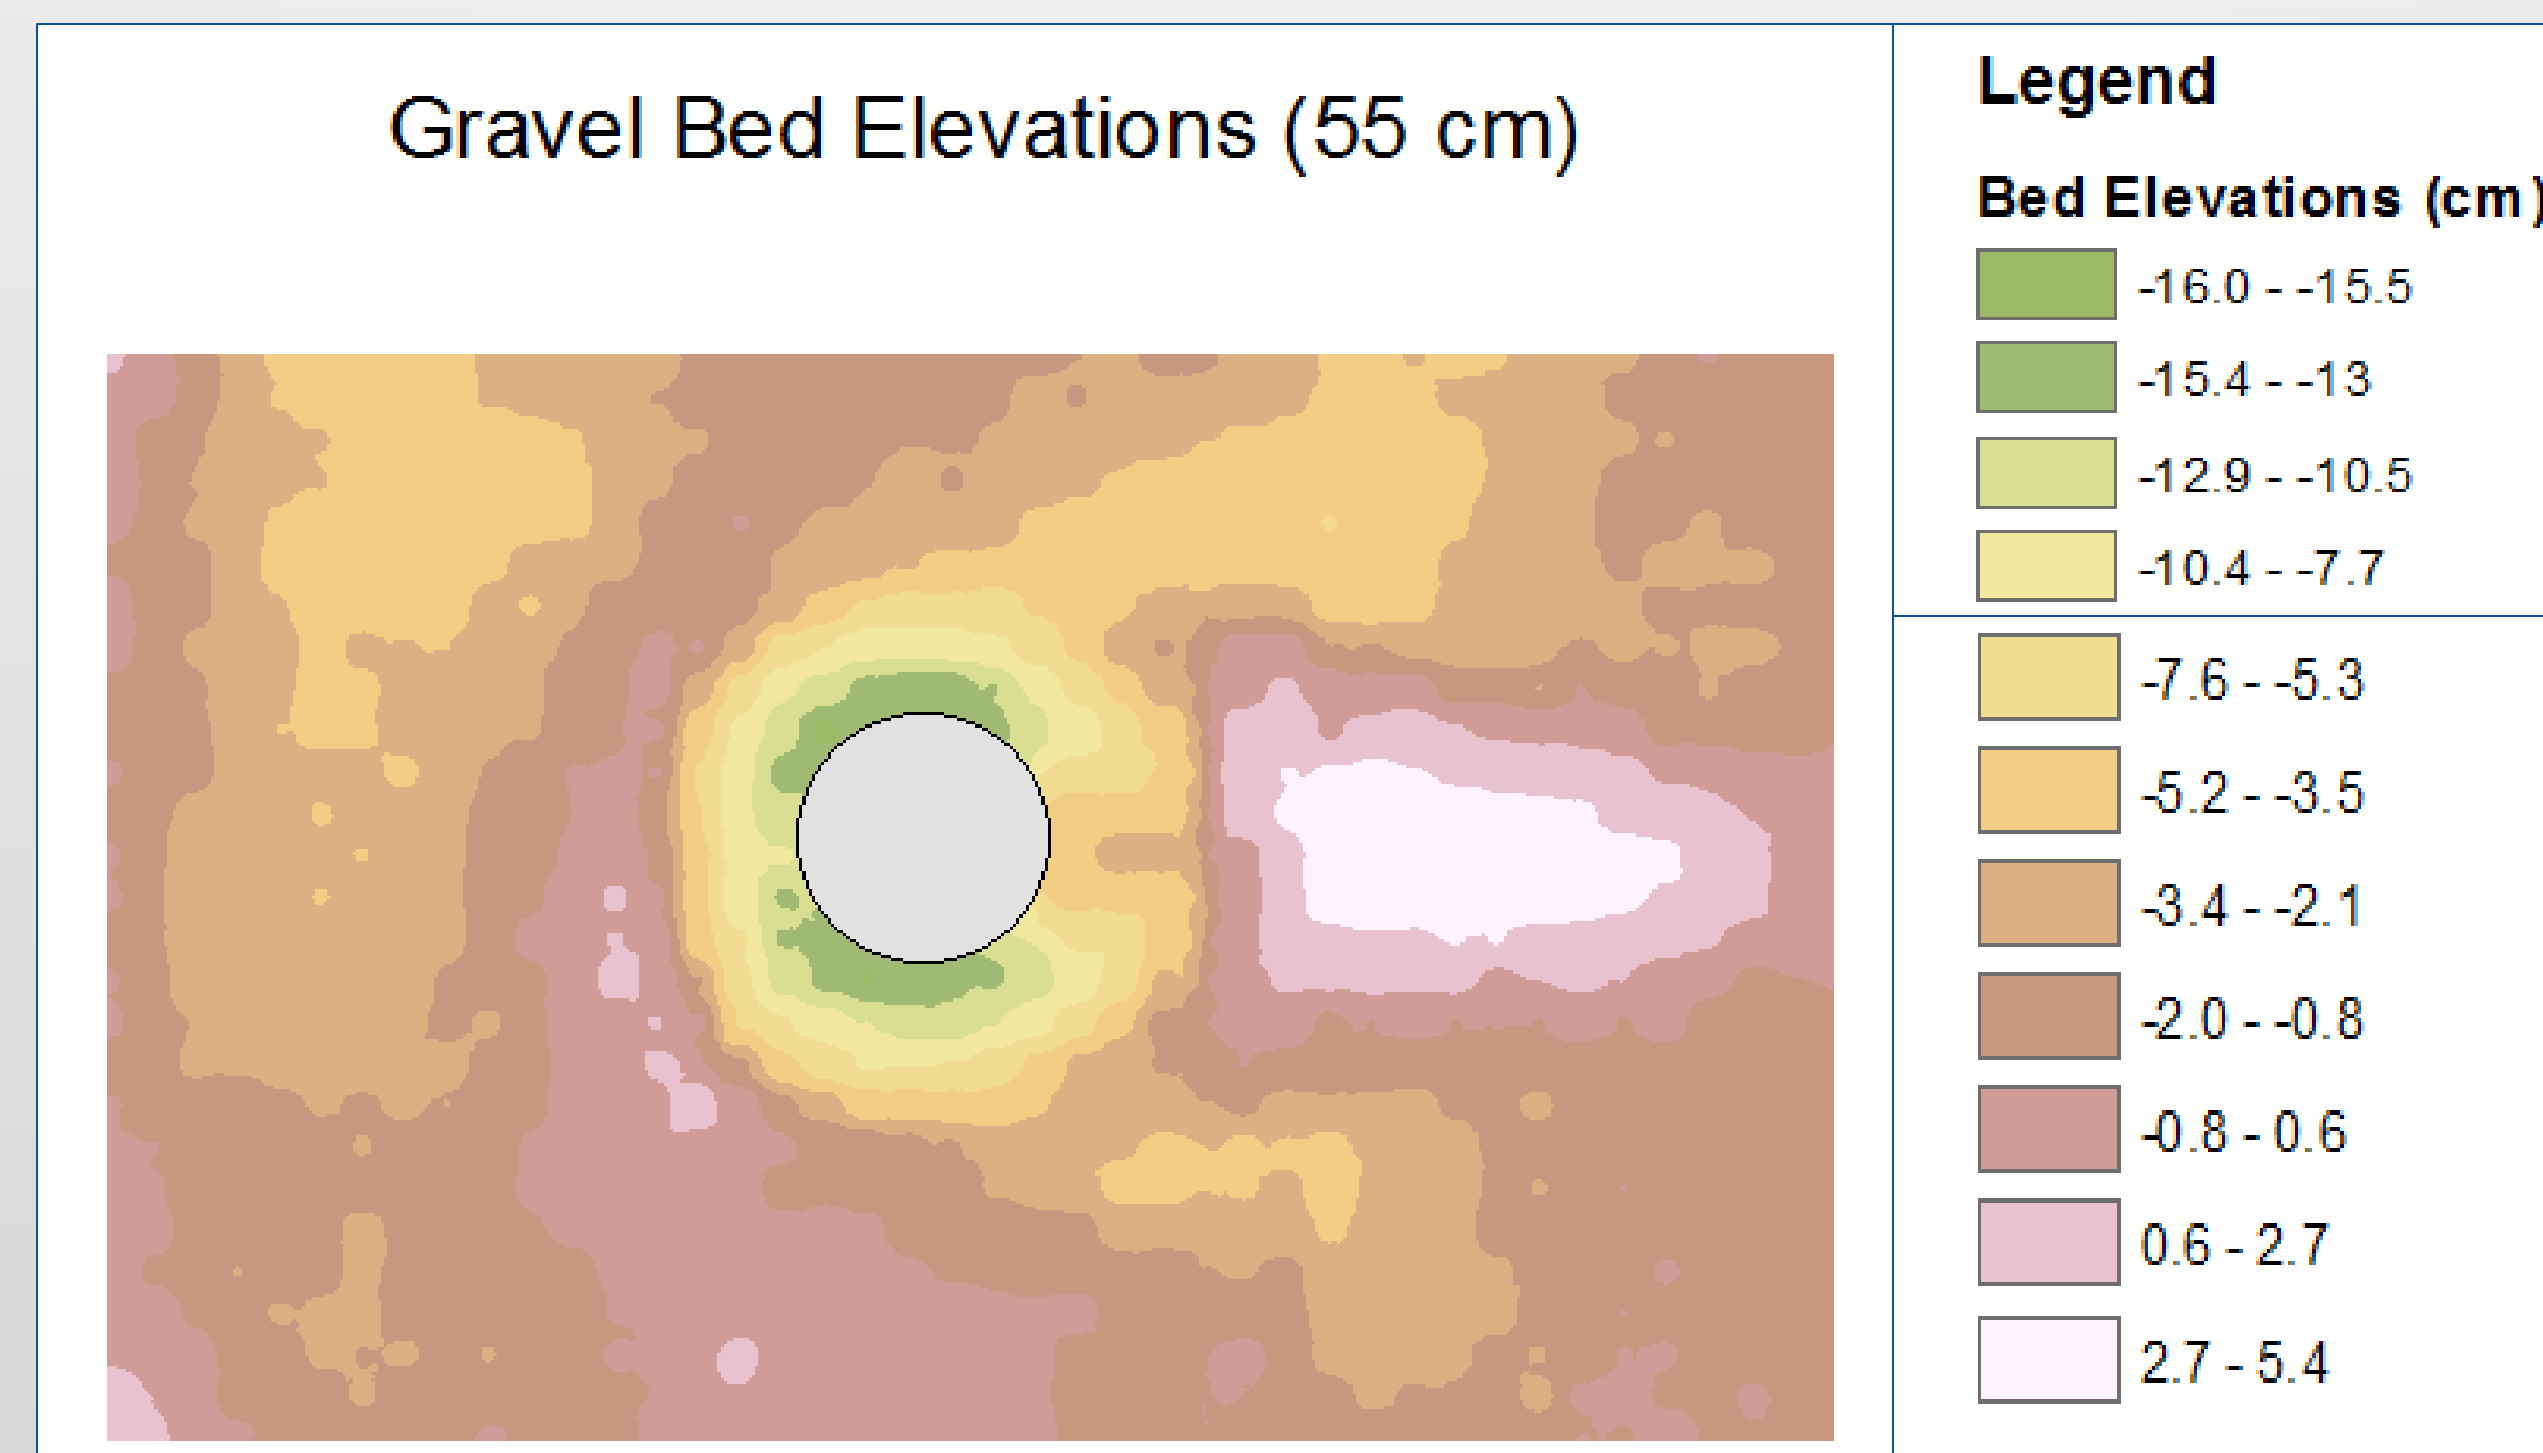 Gravel Bed Elevations (55 cm)
Legend
Bed Elevations (cm)
-16.0 - -15.5
-15.4 - -13
-12.9 - -10.5
-10.4 - -7.7
-7.6 - -5.3
-5.2 - -3.5
-3.4 - -2.1
-2.0 - -0.8
-0.8 - 0.6
0.6 - 2.7
2.7 - 5.4